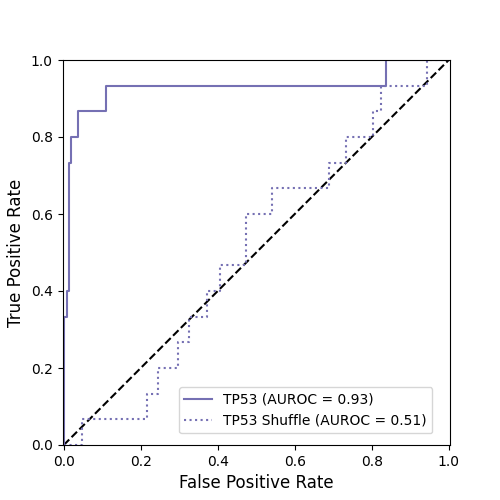 1.0
0.8
0.6
0.4
0.2
0.0
True Positive Rate
TP53 (AUROC = 0.93)
TP53 Shuffle (AUROC = 0.51)
0.0 0.2 0.4 0.6 0.8 1.0
False Positive Rate